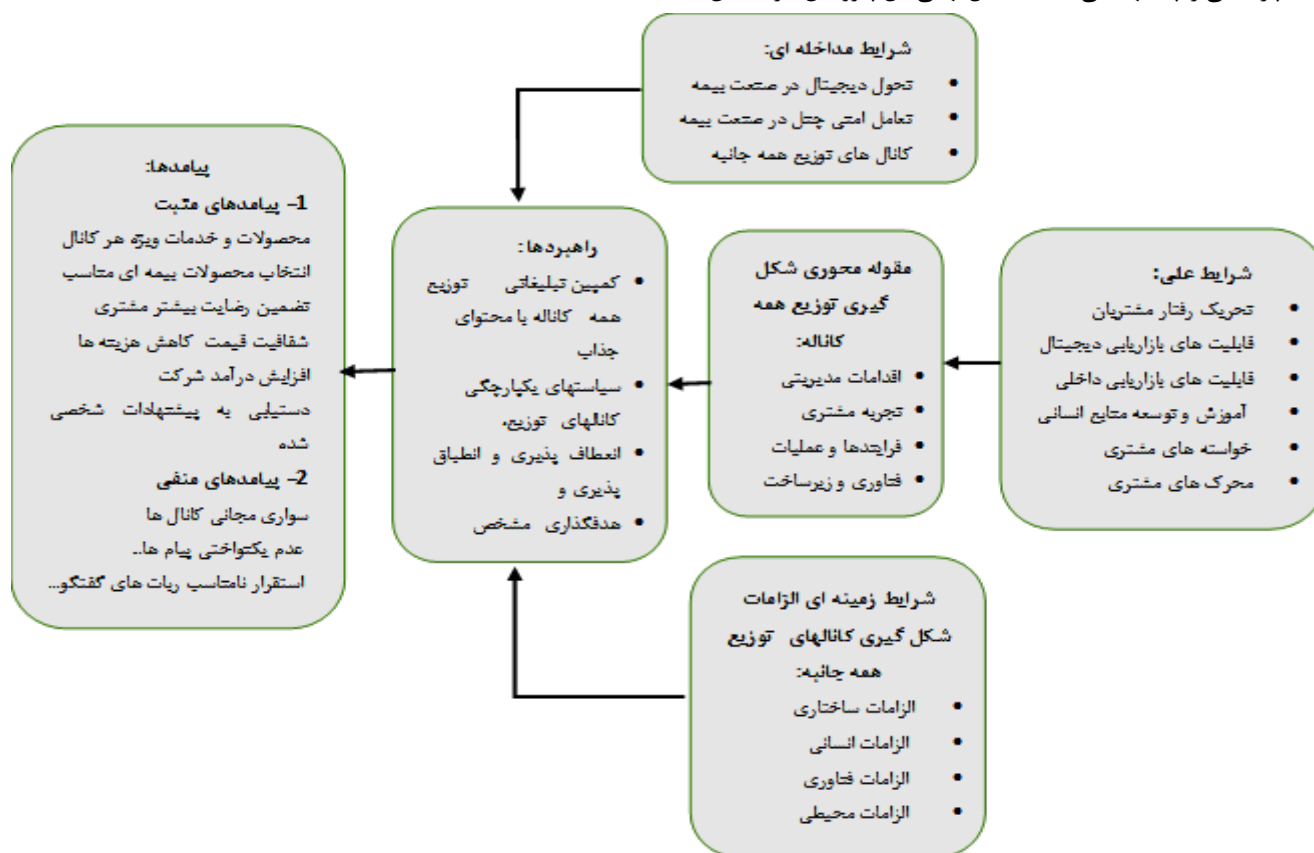 شرایط مداخله ای:
تحول دیجیتال در صنعت بیمه
تعامل امنی چنل در صنعت بیمه
کانال های توزیع همه جانبه
پیامدها:
1– پیامدهای مثبت
محصولات و خدمات ویژه هر کانال
انتخاب محصولات بیمه ای مناسب
تضمین رضایت بیشتر مشتری
شفافیت قیمت کاهش هزینه ها
افزایش درآمد شرکت
دستیابی به پیشنهادات شخصی
شده
2– پیامدهای منفی
سواری مجانی کانال ها
عدم یکنواختی پیام ها..
استقرار نامناسب ربات های گفتگو...
راهبردها:
کمپین تبلیغاتی توزیع
همه کاناله با محتوای
جذاب
سیاستهای یکپارچگی
کانالهای توزیع.
انعطاف پذیری و انطباق
پذیری و
هدفگذاری مشخص
مقوله محوری شکل
گیری توزیع همه
کاناله:
اقدامات مدیریتی
تجربه مشتری
فرایندها و عملیات
فناوری و زیرساخت
شرایط علی:
تحریک رفتار مشتریان
قابلیت های بازاریابی دیجیتال
قابلیت های بازاریابی داخلی
آموزش و توسعه منابع انسانی
خواسته های مشتری
محرک های مشتری
شرایط زمینه ای الزامات
شکل گیری کانالهای توزیع
همه جانبه:
الزامات ساختاری
الزامات انسانی
الزامات فناوری
الزامات محیطی